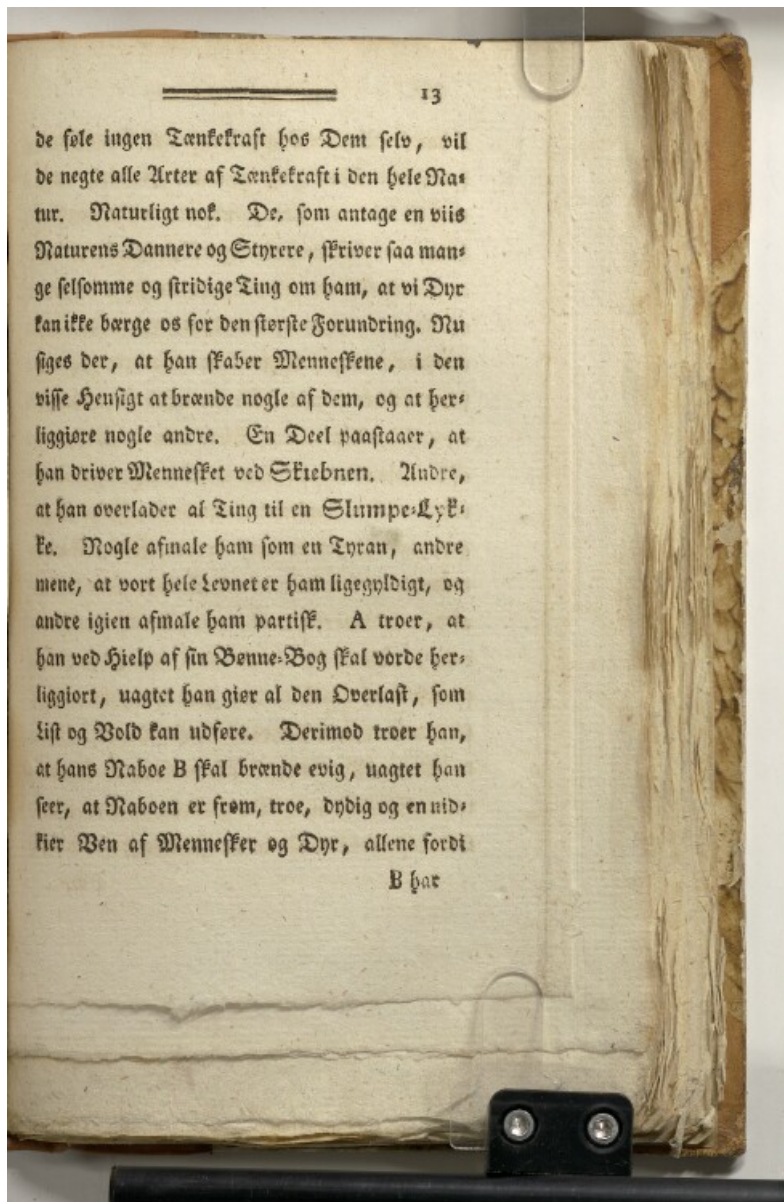 13
de føle ingen Tænkekraft hos Dem selv, vil
de negte alle Arter af Tænkekraft i den hele Na-
tur. Naturligt nok. De, som antage en viis
Naturens Dannere og Styrere, skriver saa man-
ge selsomme og stridige Ting om ham, at vi Dyr
kan ikke bærge os for den største Forundring. Nu
siges der, at han skaber Menneskene, i den
visse Hensigt at brænde nogle af dem, og at her-
liggiøre nogle andre. En Deel paastaaer, at
han driver Mennesket ved Skiebnen. Andre,
at han overlader al Ting til en Slumpe-Lyk-
ke. Nogle afmale ham som en Tyran, andre
mene, at vort hele Levnet er ham ligegyldigt, og
andre igien afmale ham partisk. A troer, at
han ved Hielp af sin Bønne-Bog skal vorde her-
liggiort, uagtet han giør al den Overlast, som
List og Vold kan udføre. Derimod troer han,
at hans Naboe B skal brænde evig, uagtet han
seer, at Naboen er from, troe, dydig og en nid-
kier Ven af Mennesker og Dyr, allene fordi
B har